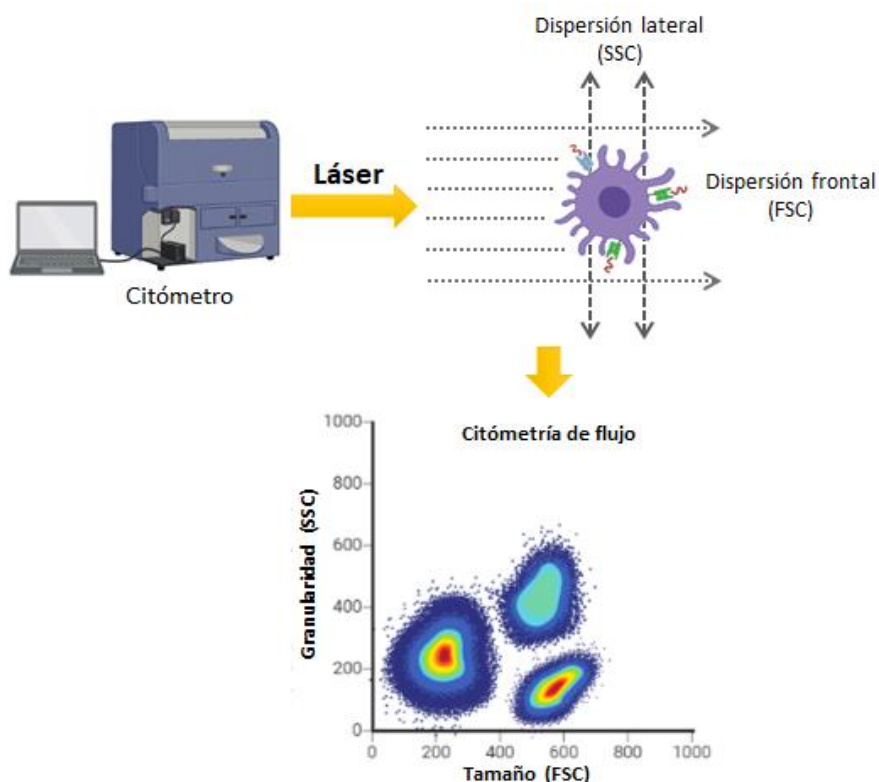 Dispersión lateral
(SSC)
Láser
Dispersión frontal
(FSC)
Citómetro
Citómetría de flujo
Granularidad (SSC)
1000
800
600
400
200
0
0 200 400 600 800 1000
Tamaño (FSC)